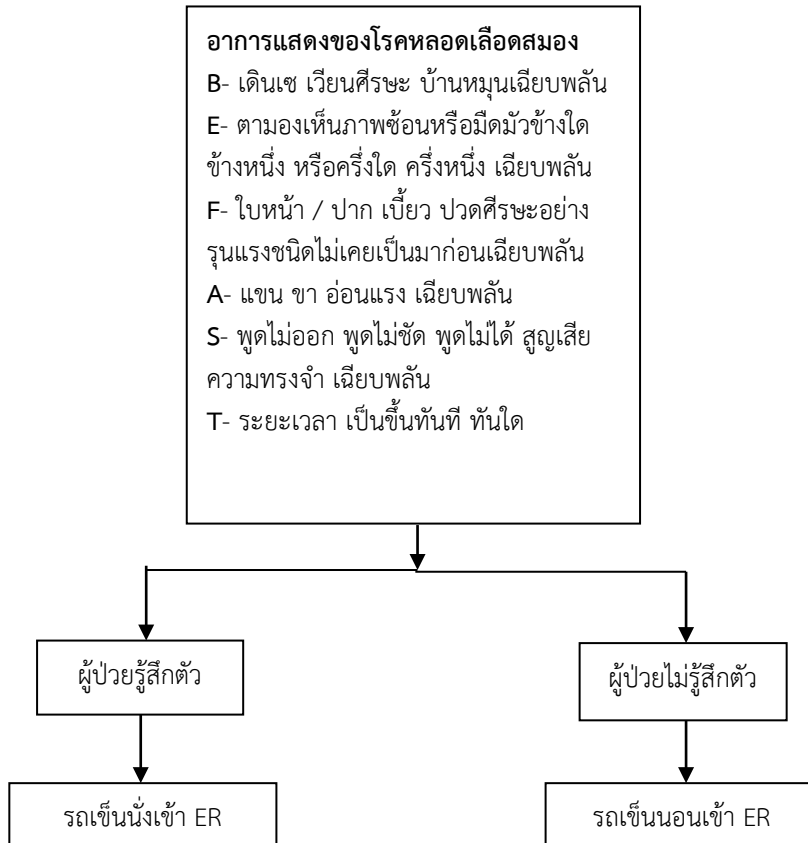 อาการแสดงของโรคหลอดเลือดสมอง
B- เดินเซ เวียนศีรษะ บ้านหมุนเฉียบพลัน
E- ตามองเห็นภาพซ้อนหรือมืดมัวข้างใด
ข้างหนึ่ง หรือครึ่งใด ครึ่งหนึ่ง เฉียบพลัน
F- ใบหน้า / ปาก เบี้ยว ปวดศีรษะอย่าง
รุนแรงชนิดไม่เคยเป็นมาก่อนเฉียบพลัน
A- แขน ขา อ่อนแรง เฉียบพลัน
S- พูดไม่ออก พูดไม่ชัด พูดไม่ได้ สูญเสีย
ความทรงจำ เฉียบพลัน
T- ระยะเวลา เป็นขึ้นทันที ทันใด
ผู้ป่วยรู้สึกตัว
ผู้ป่วยไม่รู้สึกตัว
รถเข็นนั่งเข้า ER
รถเข็นนอนเข้า ER